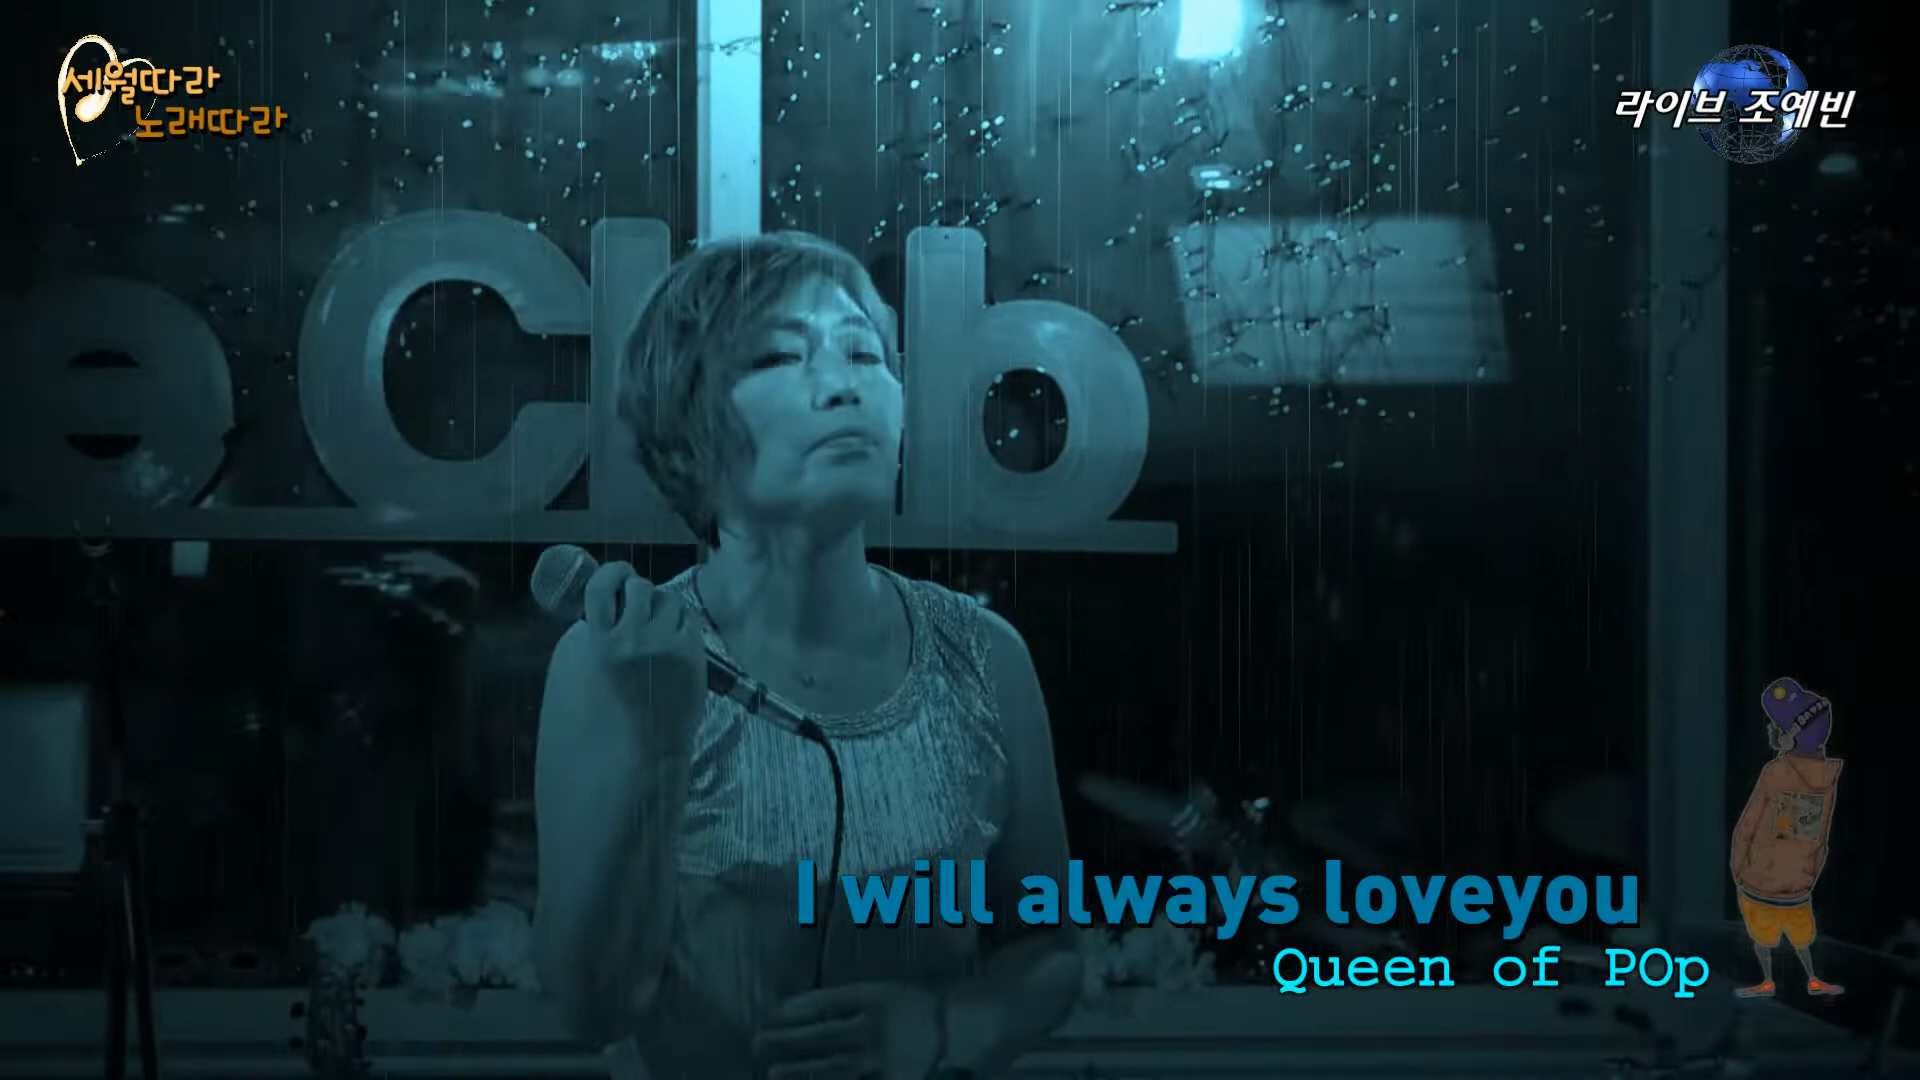 세월따라
노래따라
라이브 조예빈
e Club
I will always loveyou
Queen of POp